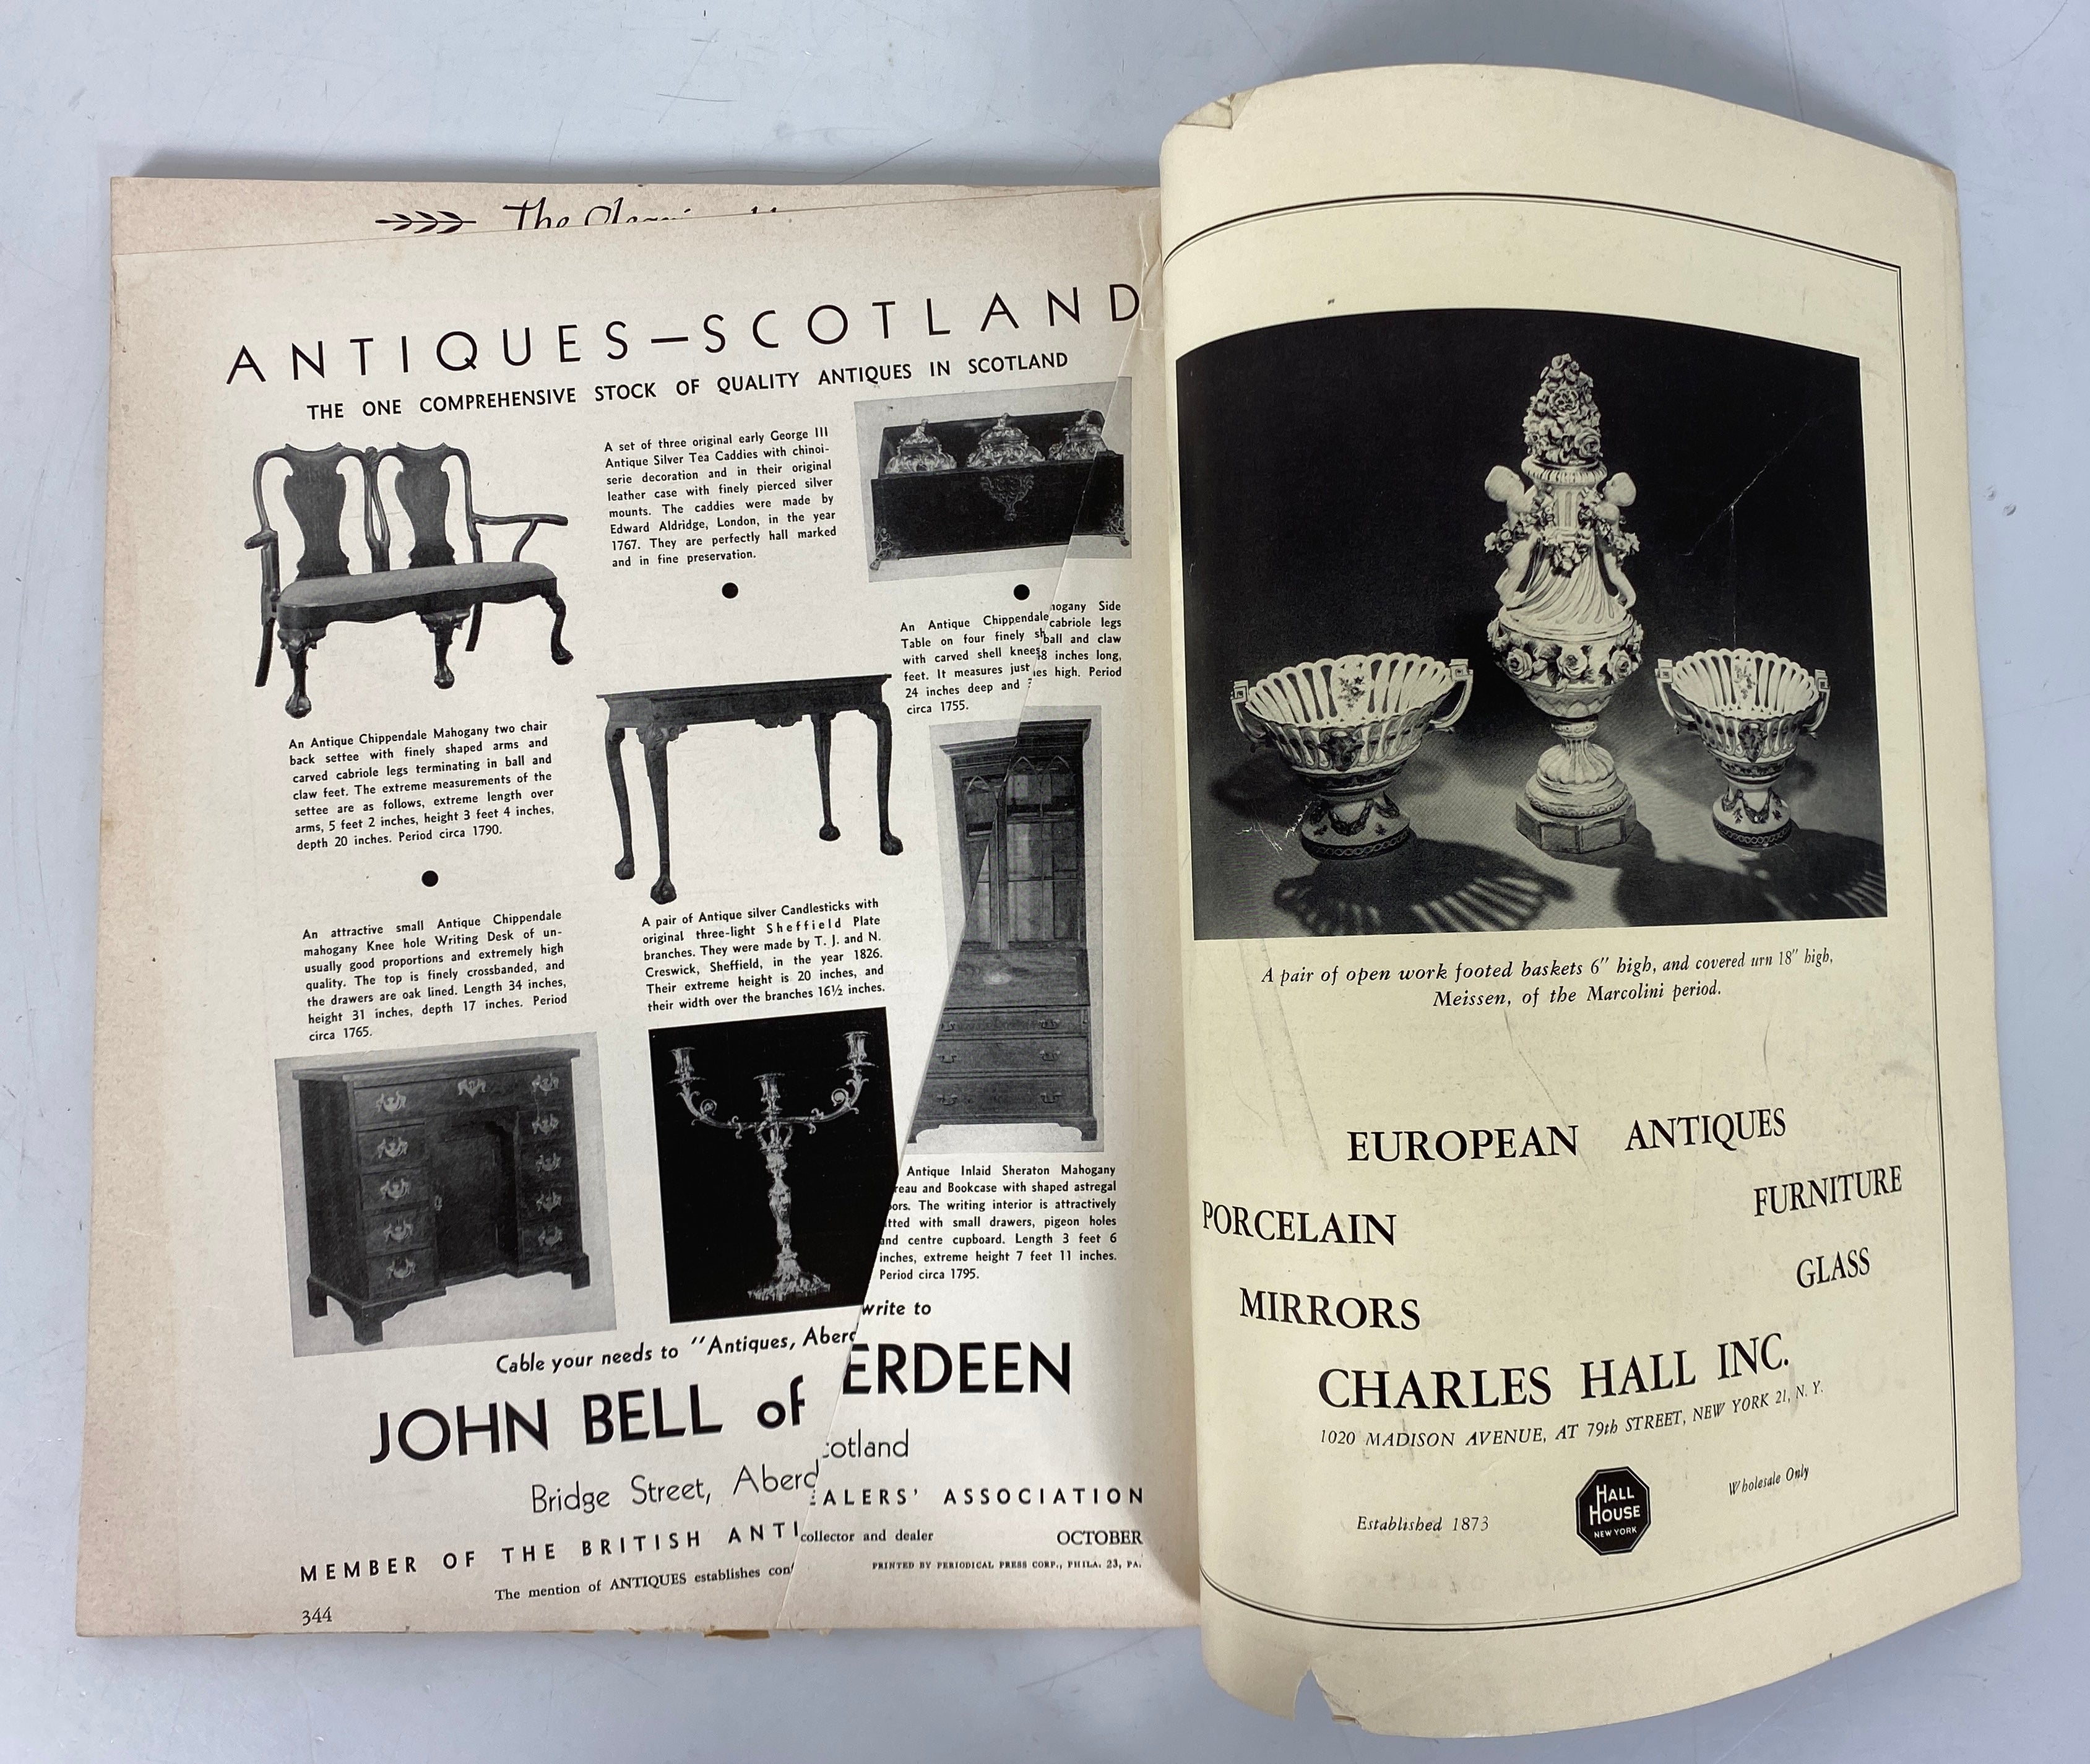 The
ANTIQUES—SCOTLAND
THE ONE COMPREHENSIVE STOCK OF QUALITY ANTIQUES IN SCOTLAND
A set of three original early George III
Antique Silver Tea Caddies with chinoi-
serie decoration and in their original
leather case with finely pierced silver
mounts. The caddies were made by
Edward Aldridge, London, in the year
1767. They are perfectly hall marked
and in fine preservation.
An Antique Chippendale hogany Side
Table on four finely sh cabriole legs
with carved shell knees ball and claw
feet. It measures just 48 inches long,
24 inches deep and ies high. Period
circa 1755.
An Antique Chippendale Mahogany two chair
back settee with finely shaped arms and
carved cabriole legs terminating in ball and
claw feet. The extreme measurements of the
settee are as follows, extreme length over
arms, 5 feet 2 inches, height 3 feet 4 inches,
depth 20 inches. Period circa 1790.
An attractive small Antique Chippendale
mahogany Knee hole Writing Desk of un-
usually good proportions and extremely high
quality. The top is finely crossbanded, and
the drawers are oak lined. Length 34 inches,
height 31 inches, depth 17 inches. Period
circa 1765.
A pair of Antique silver Candlesticks with
original three-light Sheffield Plate
branches. They were made by T. J. and N.
Creswick, Sheffield, in the year 1826.
Their extreme height is 20 inches, and
their width over the branches 16½ inches.
Antique Inlaid Sheraton Mahogany
reau and Bookcase with shaped astregal
ors. The writing interior is attractively
tted with small drawers, pigeon holes
and centre cupboard. Length 3 feet 6
inches, extreme height 7 feet 11 inches.
Period circa 1795.
Cable your needs to "Antiques, Aberd write to
JOHN BELL of ERDEEN
Bridge Street, Aberd cotland
MEMBER OF THE BRITISH ANTI ALERS' ASSOCIATION
The mention of ANTIQUES establishes con collector and dealer
OCTOBER
PRINTED BY PERIODICAL PRESS CORP., PHILA. 23, PA.
344
A pair of open work footed baskets 6" high, and covered urn 18" high,
Meissen, of the Marcolini period.
EUROPEAN ANTIQUES
PORCELAIN FURNITURE
MIRRORS GLASS
CHARLES HALL INC.
1020 MADISON AVENUE, AT 79th STREET, NEW YORK 21, N. Y.
Established 1873
HALL
HOUSE
NEW YORK
Wholesale Only